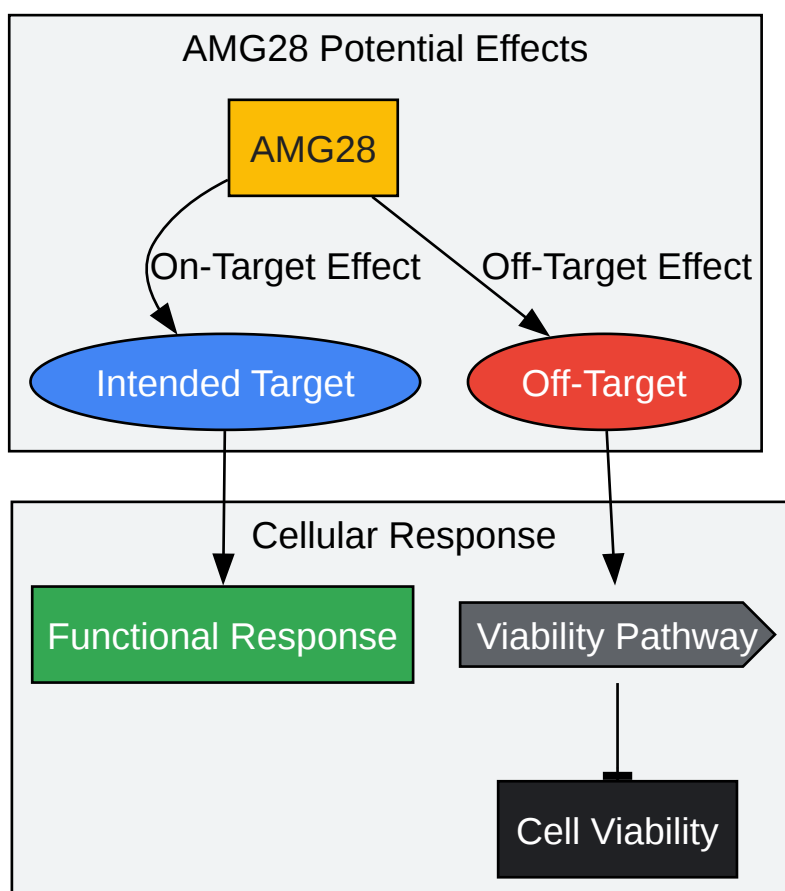 AMG28 Potential Effects
AMG28
On-Target Effect
Off-Target Effect
Intended Target
Off-Target
Cellular Response
Functional Response
Viability Pathway
Cell Viability